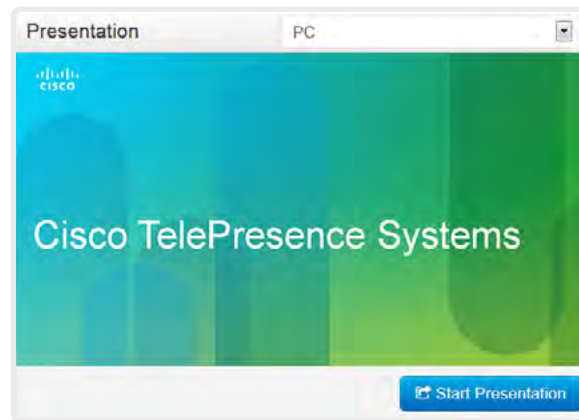 Presentation PC
cisco
Cisco TelePresence Systems
Start Presentation